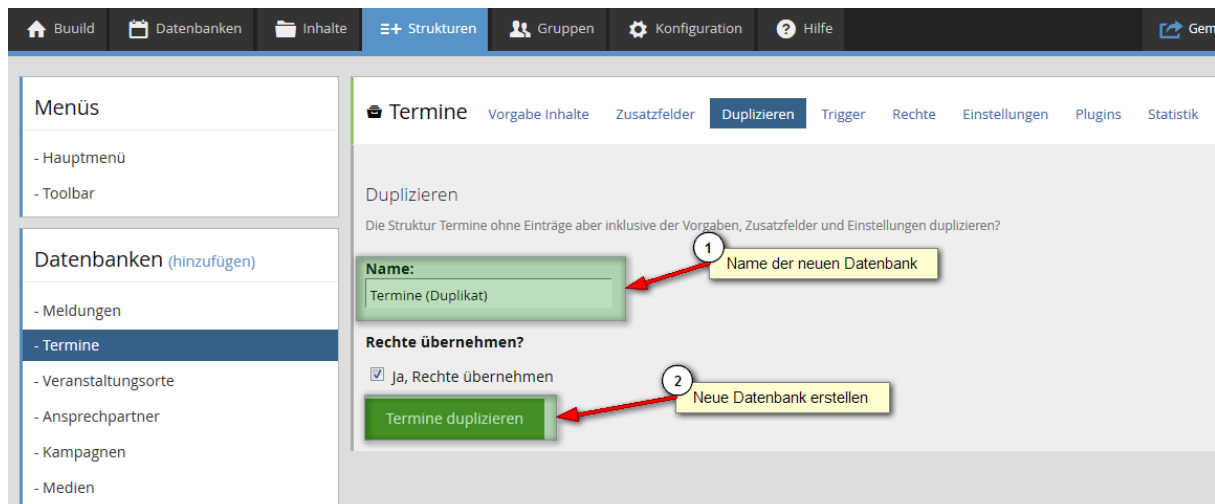 Buuild
Datenbanken
Inhalte
Strukturen
Gruppen
Konfiguration
? Hilfe
Gem
Menüs
- Hauptmenü
- Toolbar
Datenbanken (hinzufügen)
- Meldungen
- Termine
- Veranstaltungsorte
- Ansprechpartner
- Kampagnen
- Medien
Termine
Vorgabe Inhalte
Zusatzfelder
Duplizieren
Trigger
Rechte
Einstellungen
Plugins
Statistik
Duplizieren
Die Struktur Termine ohne Einträge aber inklusive der Vorgaben, Zusatzfelder und Einstellungen duplizieren?
1
Name der neuen Datenbank
Name:
Termine (Duplikat)
Rechte übernehmen?
Ja, Rechte übernehmen
2
Neue Datenbank erstellen
Termine duplizieren